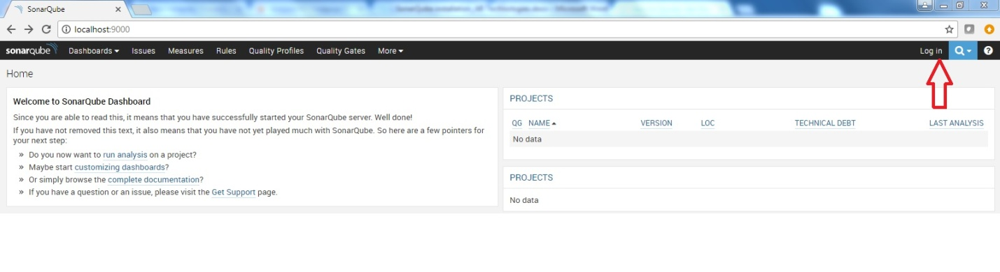 SonarQube
localhost:9000
sonarqube Dashboards Issues Measures Rules Quality Profiles Quality Gates More Log in
Home
Welcome to SonarQube Dashboard
Since you are able to read this, it means that you have successfully started your SonarQube server. Well done!
If you have not removed this text, it also means that you have not yet played much with SonarQube. So here are a few pointers for
your next step:
» Do you now want to run analysis on a project?
» Maybe start customizing dashboards?
» Or simply browse the complete documentation?
» If you have a question or an issue, please visit the Get Support page.
PROJECTS
QG NAME VERSION LOC TECHNICAL DEBT LAST ANALYSIS
No data
PROJECTS
No data